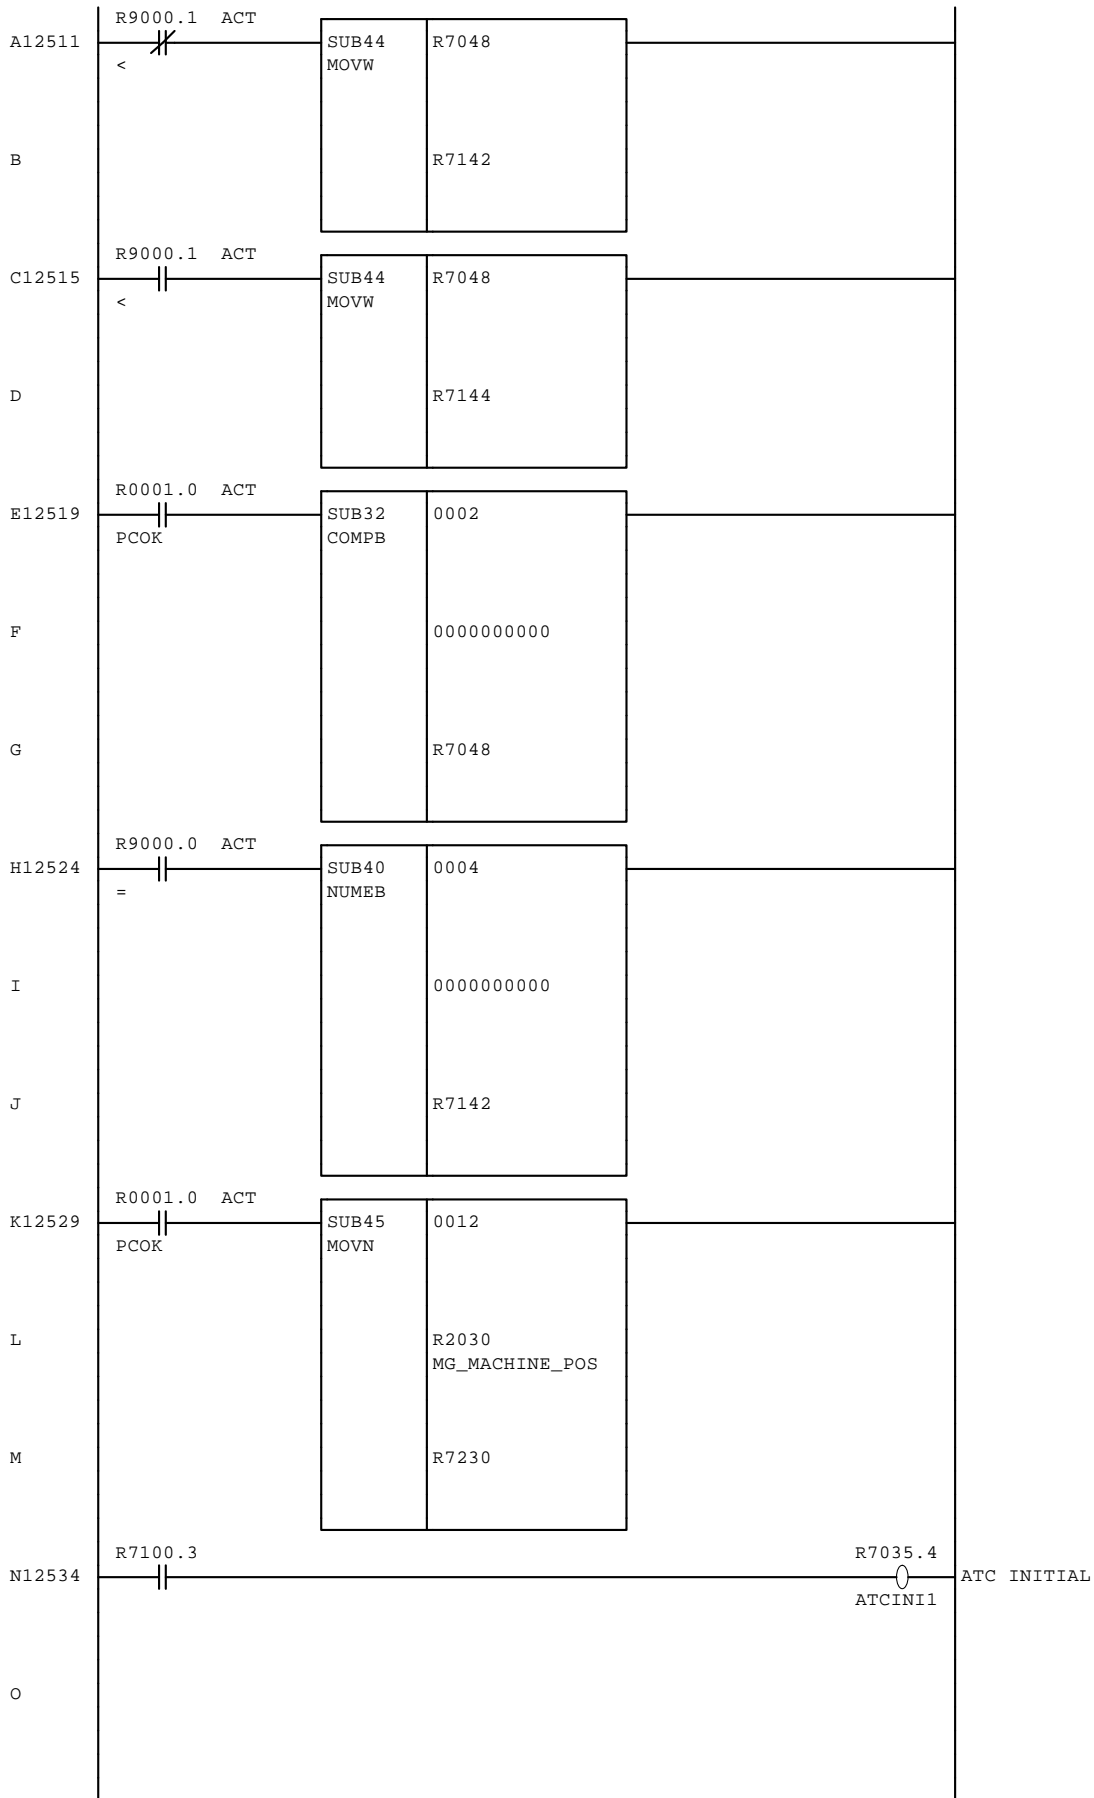 R9000.1 ACT
A12511 SUB44 R7048
< MOVW
B R7142
R9000.1 ACT
C12515 SUB44 R7048
< MOVW
D R7144
R0001.0 ACT
E12519 SUB32 0002
PCOK COMPB
F 0000000000
G R7048
R9000.0 ACT
H12524 SUB40 0004
= NUMEB
I 0000000000
J R7142
R0001.0 ACT
K12529 SUB45 0012
PCOK MOVN
L R2030
MG_MACHINE_POS
M R7230
R7100.3 R7035.4
N12534 ATC INITIAL
ATCINI1
O